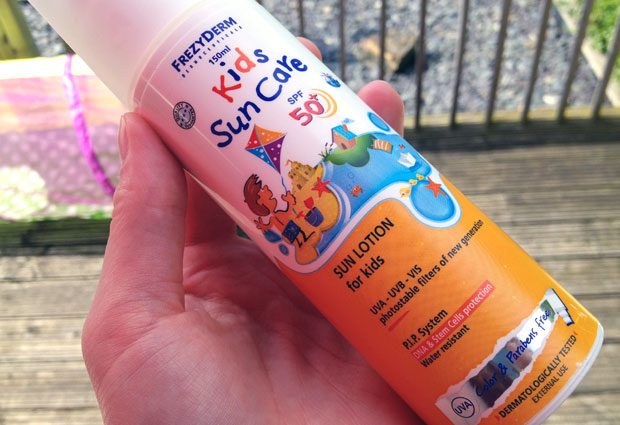 FREZYDERM
150ml
Kids
Sun Care
SPF
50+
SUN LOTION
for kids
UVA - UVB - VIS
photostable filters of new generation
P.I.P. System
DNA & Stem Cells protection
Water resistant
UVA
Color & Parabens free
DERMATOLOGICALLY TESTED
EXTERNAL USE